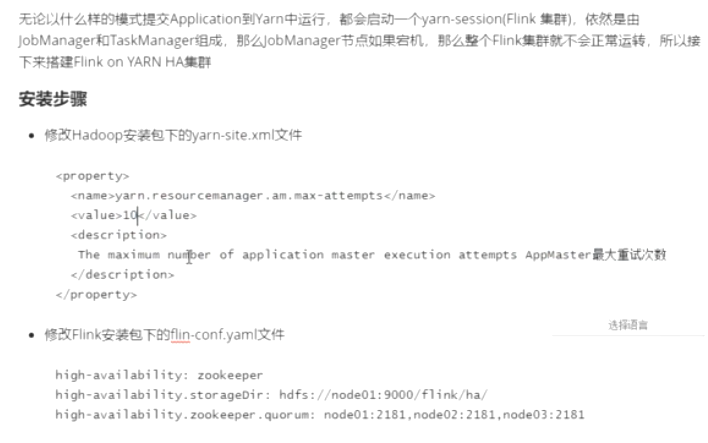 无论以什么样的模式提交Application到Yarn中运行，都会启动一个yarn-session(Flink 集群)，依然是由
JobManager和TaskManager组成，那么JobManager节点如果宕机，那么整个Flink集群就不会正常运转，所以接
下来搭建Flink on YARN HA集群
安装步骤
• 修改Hadoop安装包下的yarn-site.xml文件
<property>
<name>yarn.resourcemanager.am.max-attempts</name>
<value>10</value>
<description>
The maximum number of application master execution attempts AppMaster最大重试次数
</description>
</property>
选择语言
• 修改Flink安装包下的flin-conf.yaml文件
high-availability: zookeeper
high-availability.storageDir: hdfs://node01:9000/flink/ha/
high-availability.zookeeper.quorum: node01:2181,node02:2181,node03:2181